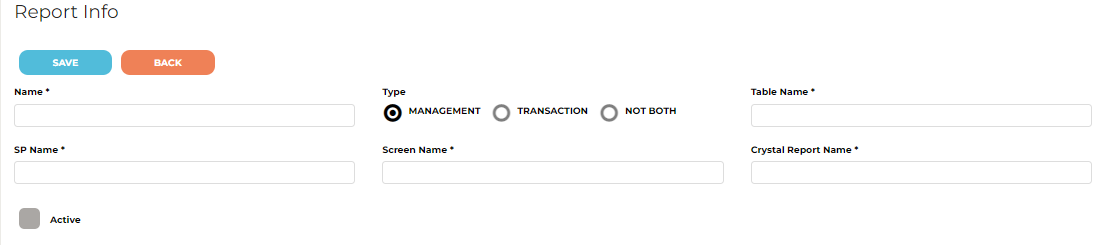 Report Info
SAVE BACK
Name * Type Table Name *
MANAGEMENT TRANSACTION NOT BOTH
SP Name * Screen Name * Crystal Report Name *
Active